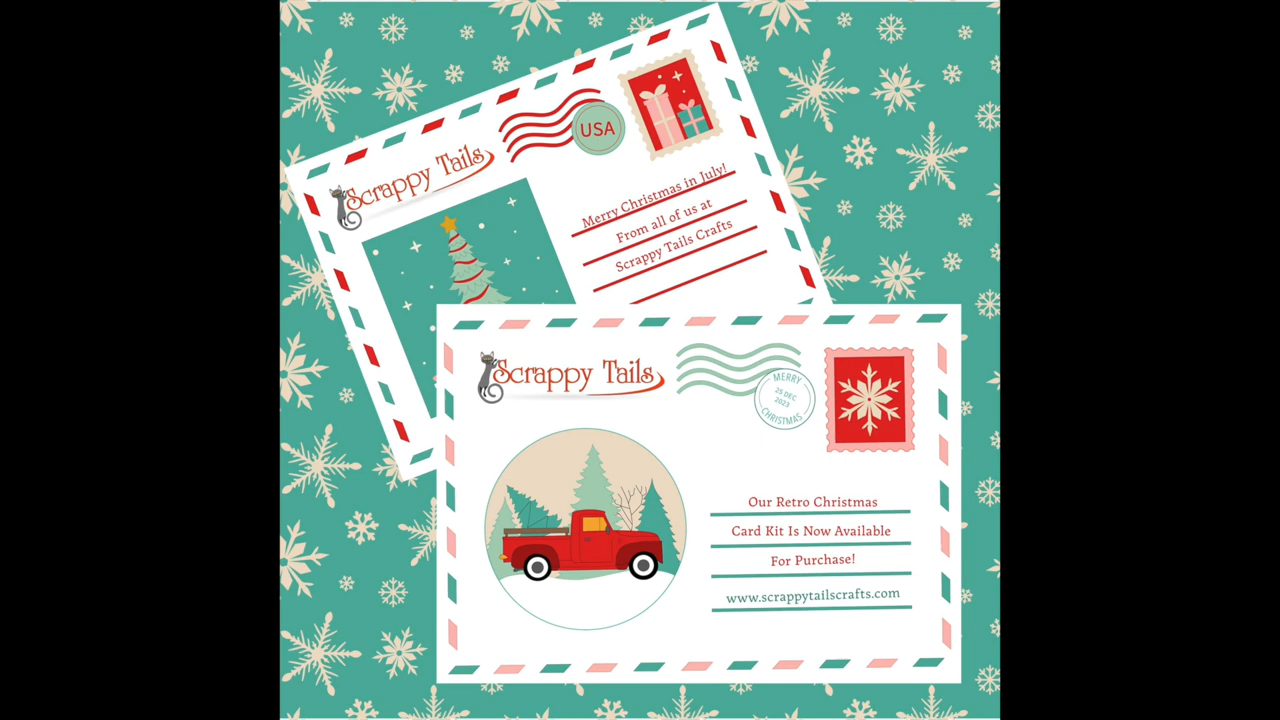 Scrappy Tails
USA
Merry Christmas in July!
From all of us at
Scrappy Tails Crafts
Scrappy Tails
MERRY
25 DEC
2023
CHRISTMAS
Our Retro Christmas
Card Kit Is Now Available
For Purchase!
www.scrappytailscrafts.com